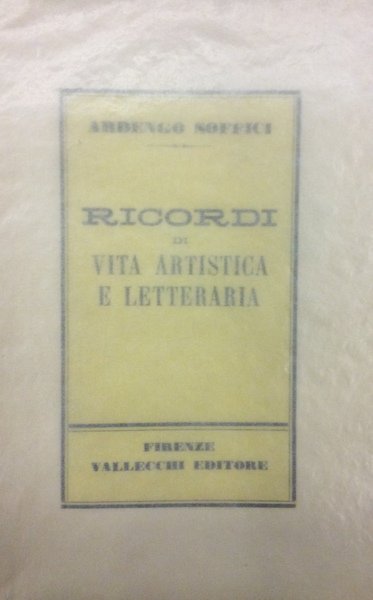 ARDENGO SOFFICI
RICORDI
DI
VITA ARTISTICA
E LETTERARIA
FIRENZE
VALLECCHI EDITORE